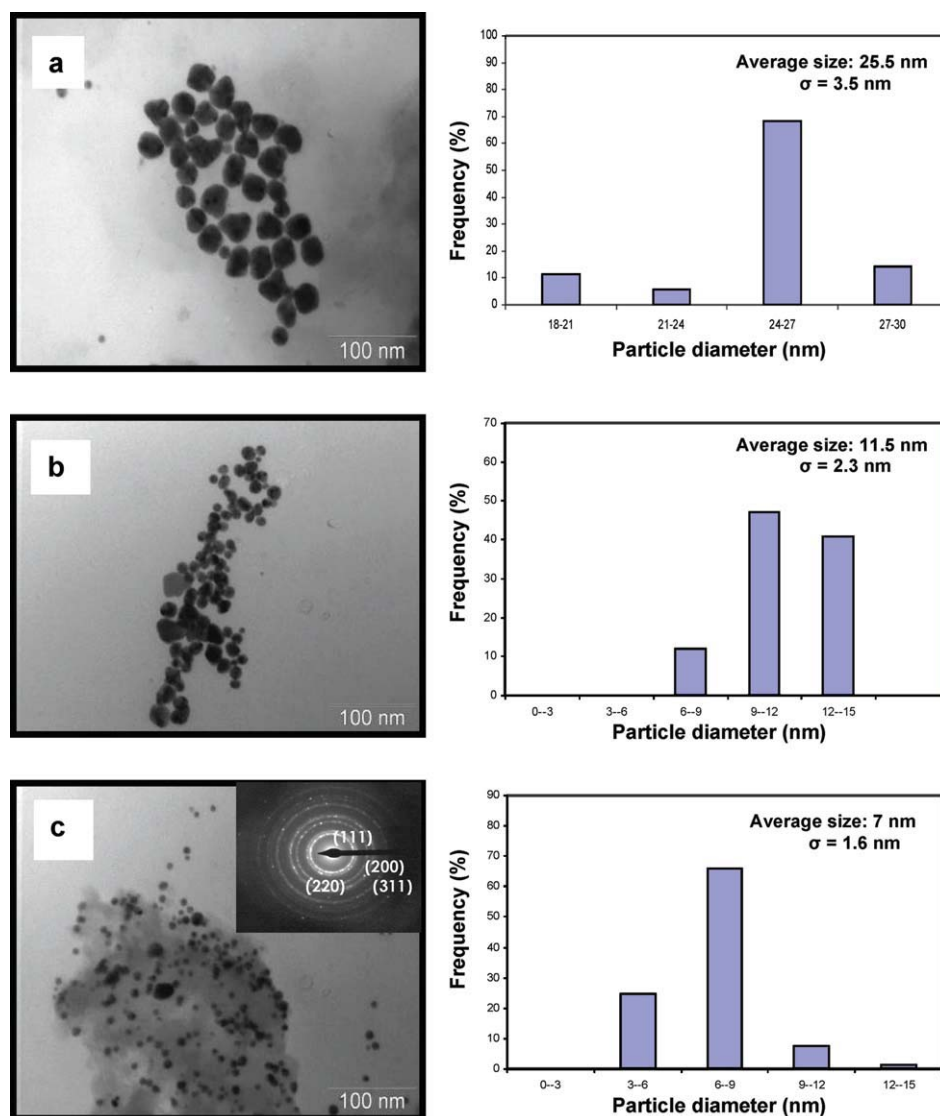 a
100 nm
100
90
80
70
60
50
40
30
20
10
0
Frequency (%)
Average size: 25.5 nm
σ = 3.5 nm
18-21 21-24 24-27 27-30
Particle diameter (nm)
b
100 nm
70
60
50
40
30
20
10
0
Frequency (%)
Average size: 11.5 nm
σ = 2.3 nm
0--3 3--6 6--9 9--12 12--15
Particle diameter (nm)
c
(111)
(200)
(220) (311)
100 nm
90
80
70
60
50
40
30
20
10
0
Frequency (%)
Average size: 7 nm
σ = 1.6 nm
0--3 3--6 6--9 9--12 12--15
Particle diameter (nm)